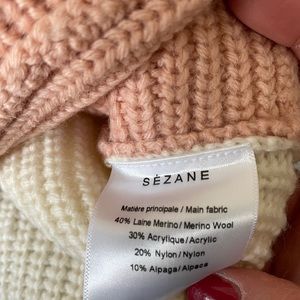 SÉZANE
Matière principale / Main fabric
40% Laine Merino/ Merino Wool
30% Acrylique/ Acrylic
20% Nylon/ Nylon
10% Alpaga/ Alpaca